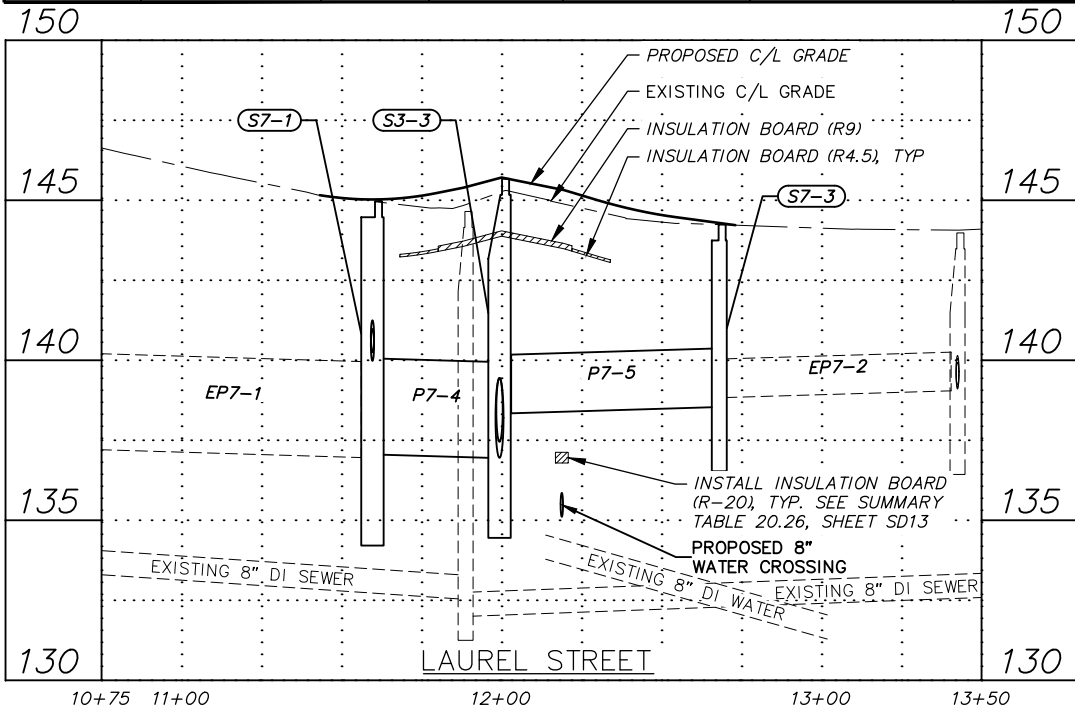 150
150
PROPOSED C/L GRADE
EXISTING C/L GRADE
S7-1
S3-3
INSULATION BOARD (R9)
INSULATION BOARD (R4.5), TYP
145
145
S7-3
140
140
EP7-1
P7-4
P7-5
EP7-2
INSTALL INSULATION BOARD
(R-20), TYP. SEE SUMMARY
TABLE 20.26, SHEET SD13
135
135
PROPOSED 8"
WATER CROSSING
EXISTING 8" DI SEWER
EXISTING 8" DI WATER
EXISTING 8" DI SEWER
LAUREL STREET
130
130
10+75
11+00
12+00
13+00
13+50